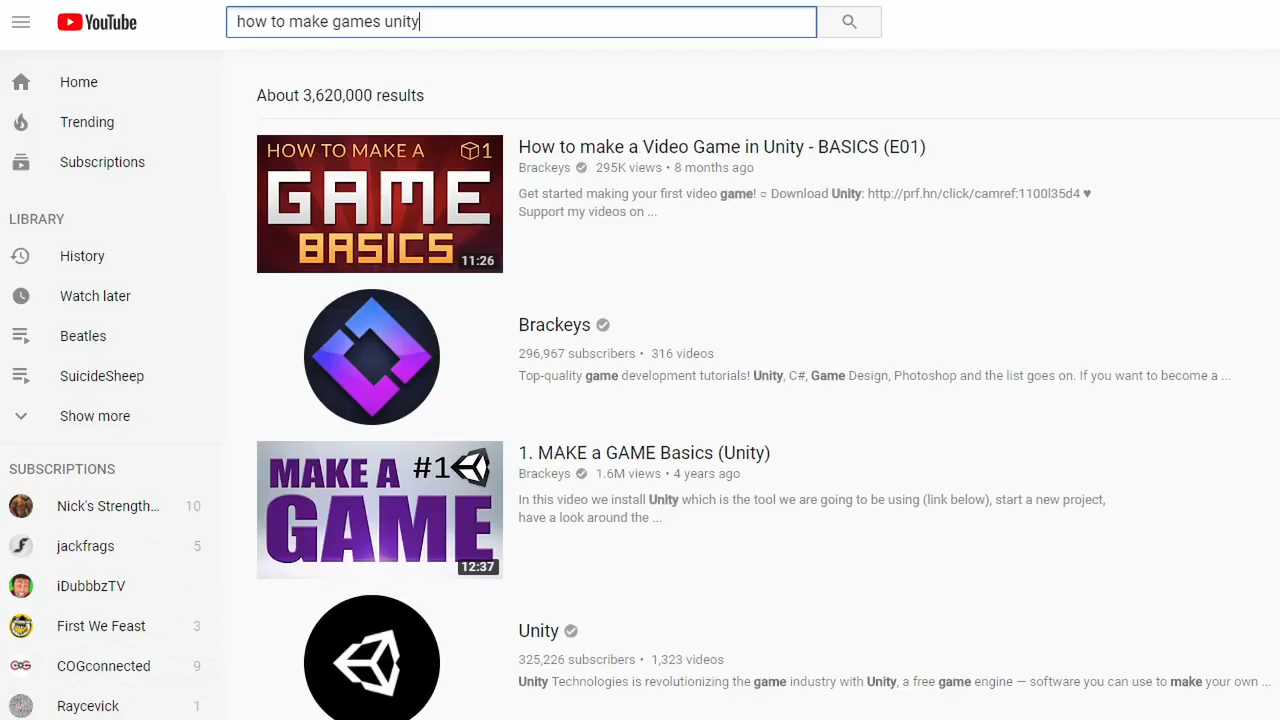 YouTube
how to make games unity
Home
Trending
Subscriptions
LIBRARY
History
Watch later
Beatles
SuicideSheep
Show more
SUBSCRIPTIONS
Nick's Strength... 10
jackfrags 5
iDubbbzTV
First We Feast 3
COGconnected 9
Raycevick 1
About 3,620,000 results
HOW TO MAKE A 1
GAME
BASICS
11:26
How to make a Video Game in Unity - BASICS (E01)
Brackeys 295K views • 8 months ago
Get started making your first video game! ○ Download Unity: http://prf.hn/click/camref:1100l35d4 ♥
Support my videos on ...
Brackeys
296,967 subscribers • 316 videos
Top-quality game development tutorials! Unity, C#, Game Design, Photoshop and the list goes on. If you want to become a ...
MAKE A #1
GAME
12:37
1. MAKE a GAME Basics (Unity)
Brackeys 1.6M views • 4 years ago
In this video we install Unity which is the tool we are going to be using (link below), start a new project,
have a look around the ...
Unity
325,226 subscribers • 1,323 videos
Unity Technologies is revolutionizing the game industry with Unity, a free game engine — software you can use to make your own ...